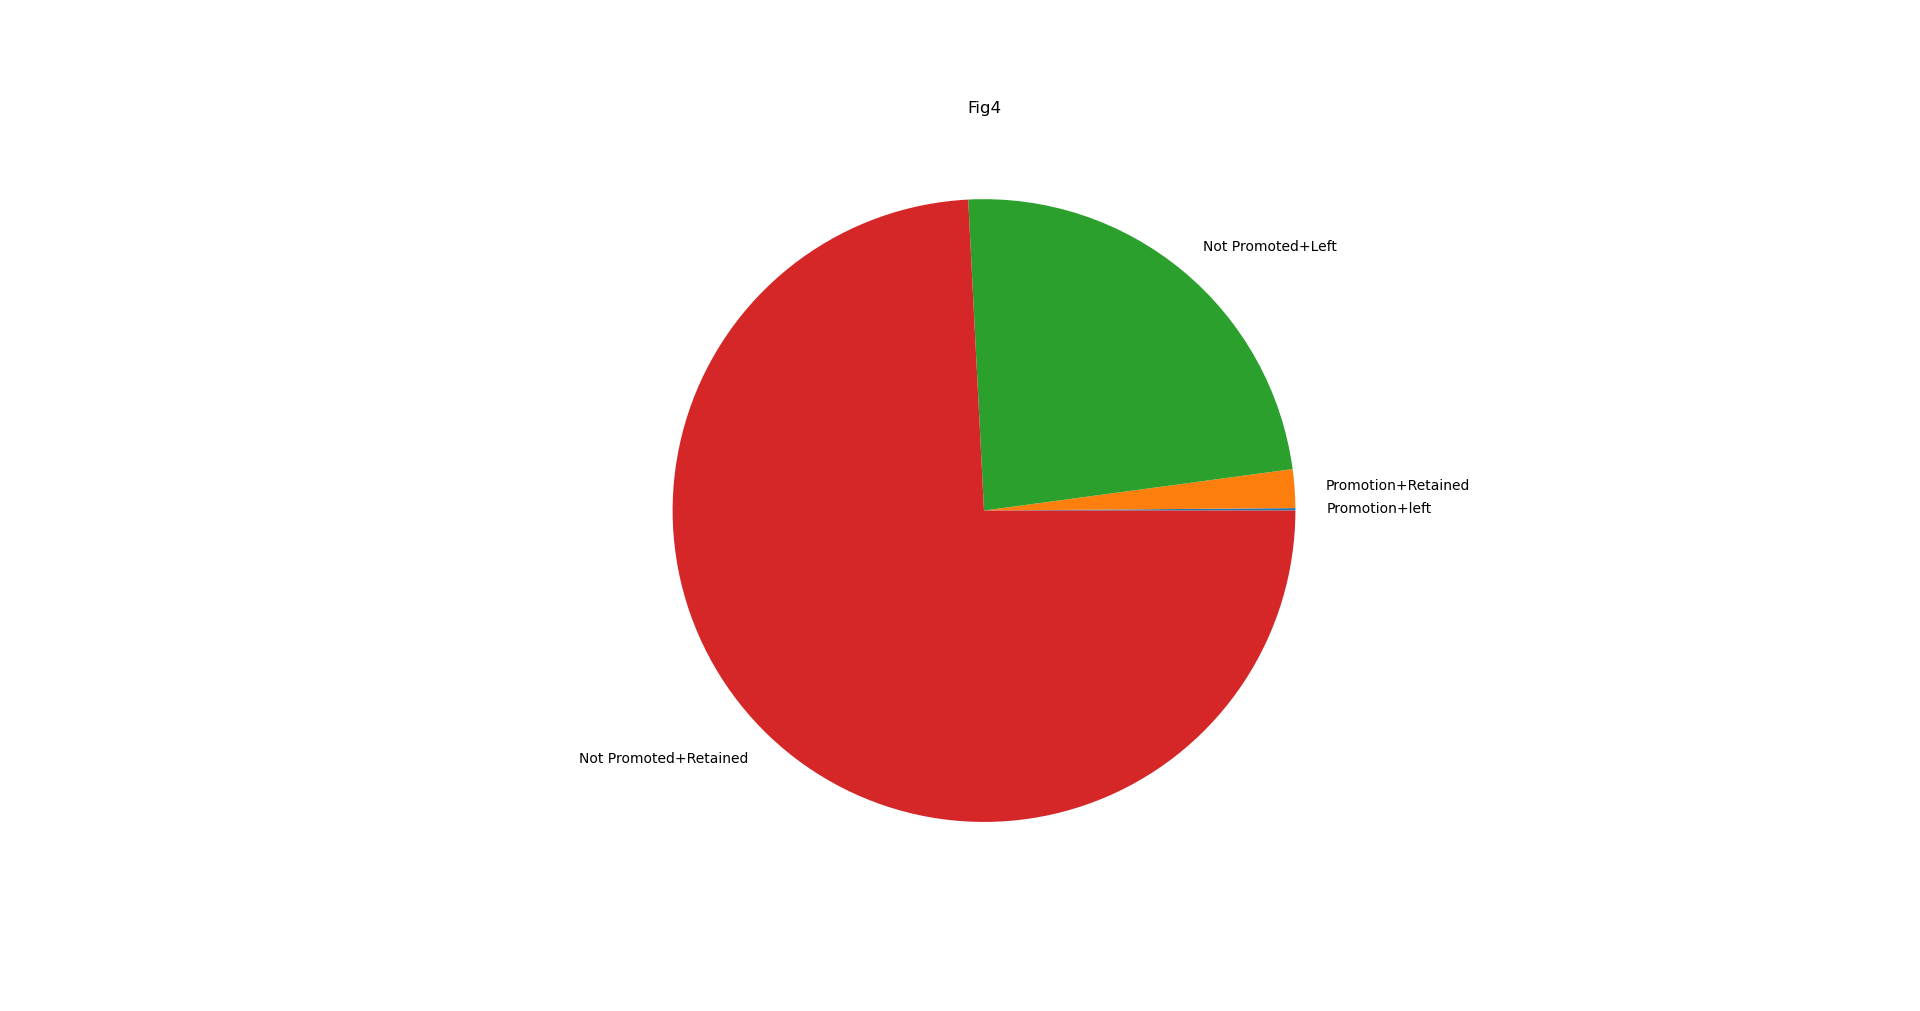 Fig4
Not Promoted+Left
Promotion+Retained
Promotion+left
Not Promoted+Retained